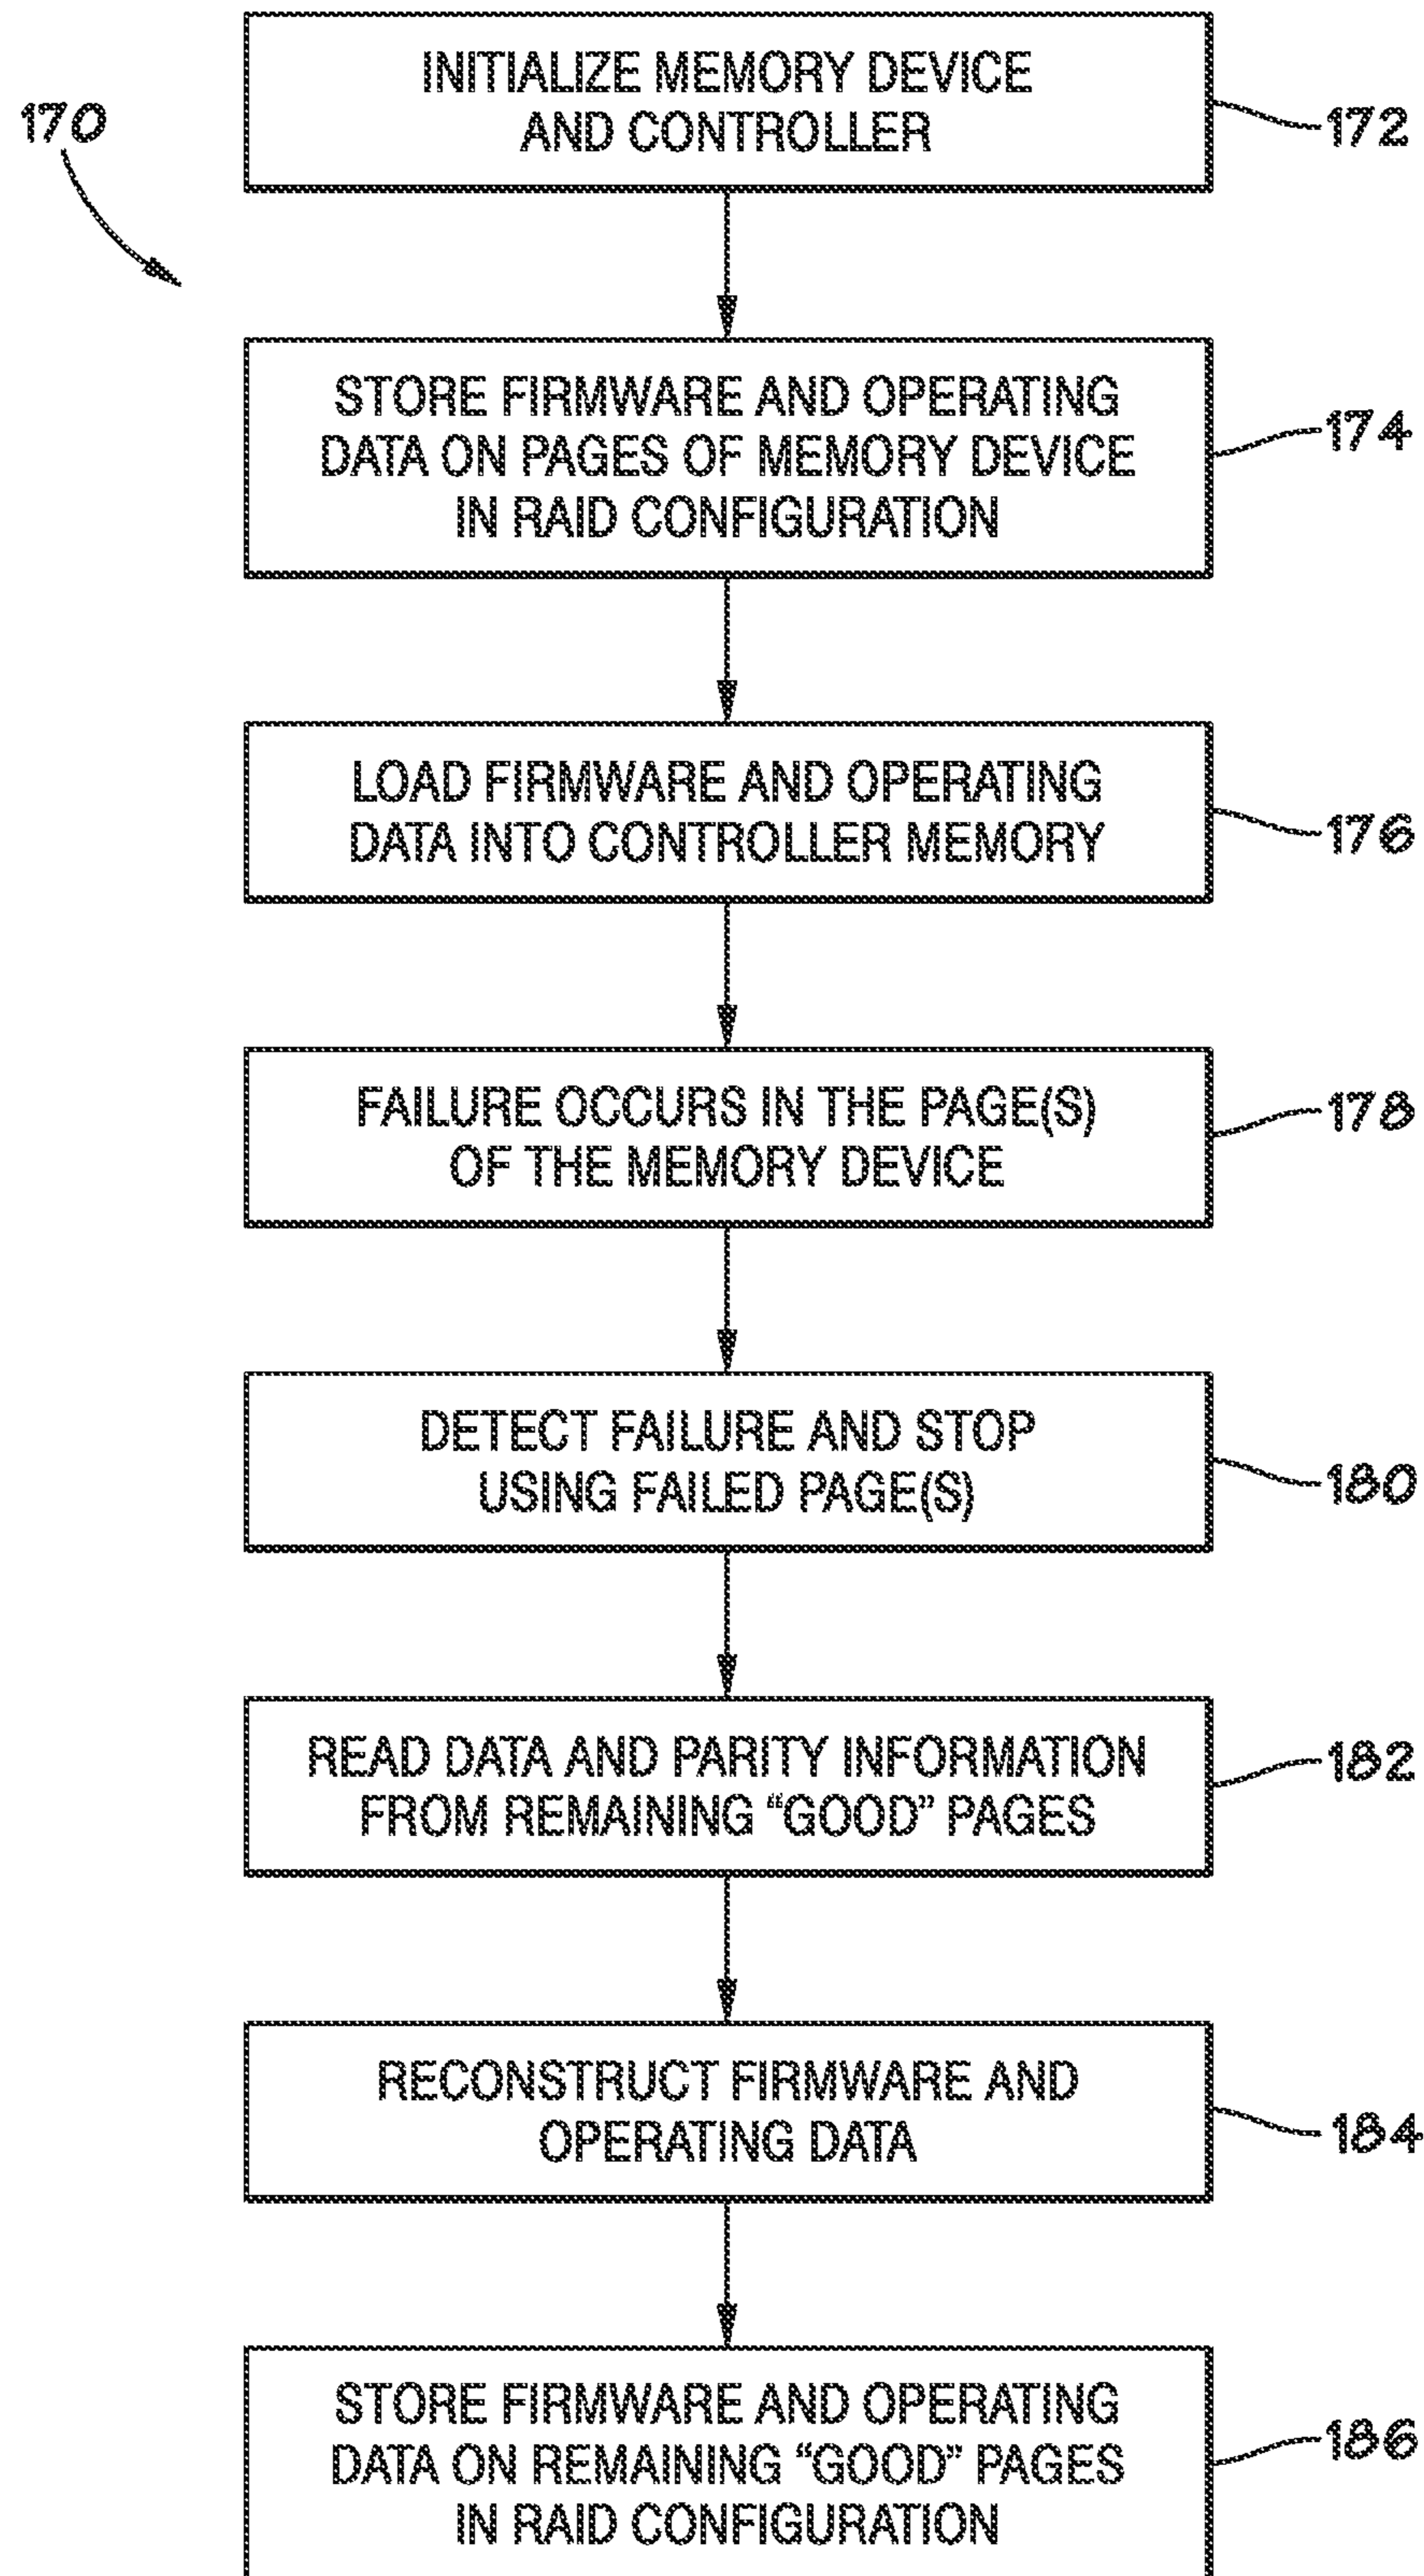 170
INITIALIZE MEMORY DEVICE
AND CONTROLLER
172
STORE FIRMWARE AND OPERATING
DATA ON PAGES OF MEMORY DEVICE
IN RAID CONFIGURATION
174
LOAD FIRMWARE AND OPERATING
DATA INTO CONTROLLER MEMORY
176
FAILURE OCCURS IN THE PAGE(S)
OF THE MEMORY DEVICE
178
DETECT FAILURE AND STOP
USING FAILED PAGE(S)
180
READ DATA AND PARITY INFORMATION
FROM REMAINING “GOOD” PAGES
182
RECONSTRUCT FIRMWARE AND
OPERATING DATA
184
STORE FIRMWARE AND OPERATING
DATA ON REMAINING “GOOD” PAGES
IN RAID CONFIGURATION
186